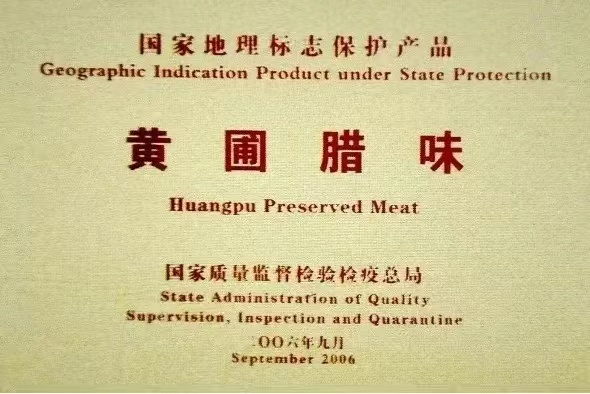 国家地理标志保护产品
Geographic Indication Product under State Protection
黄圃腊味
Huangpu Preserved Meat
国家质量监督检验检疫总局
State Administration of Quality
Supervision, Inspection and Quarantine
二〇〇六年九月
September 2006